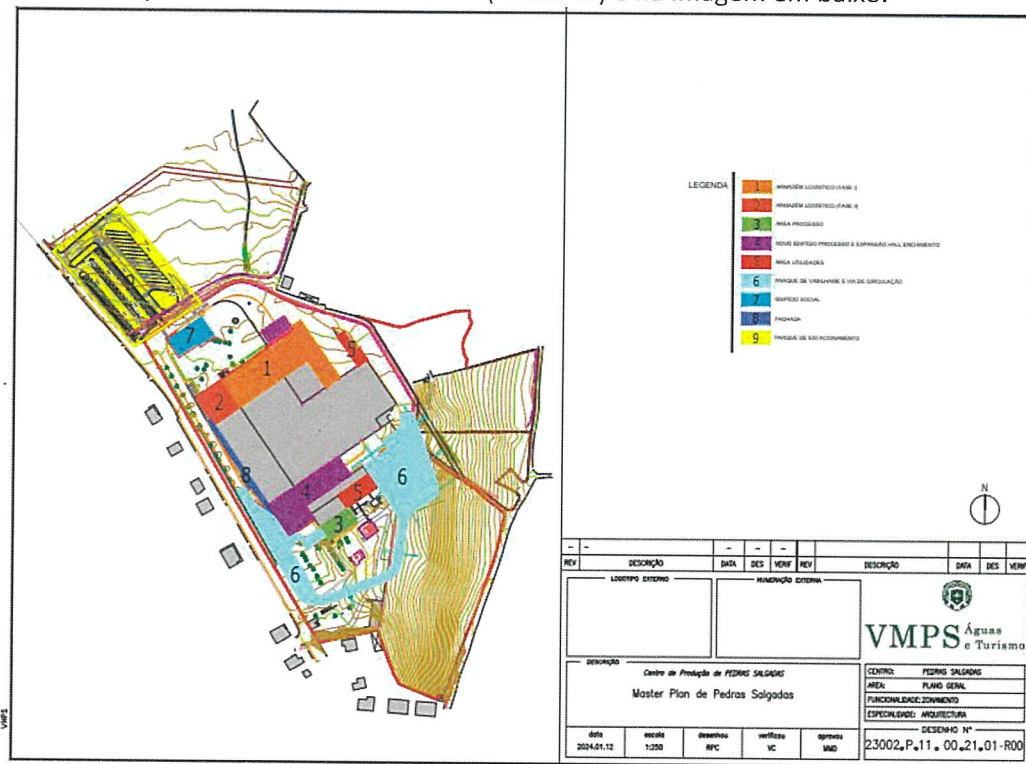 imagem em baixo:
LEGENDA
1 ARMAZÉM LOGÍSTICO (FASE I)
2 ARMAZÉM LOGÍSTICO (FASE II)
3 ÁREA PROCESSO
4 NOVO EDIFÍCIO PROCESSO E EXPANSÃO HALL ENCHIMENTO
5 ÁREA UTILIDADES
6 PARQUE DE VASILHAME E VIA DE CIRCULAÇÃO
7 EDIFÍCIO SOCIAL
8 FACHADA
9 PARQUE DE ESTACIONAMENTO
9
7
1
5
2
8
4
5
6
3
6
N
REV DESCRIÇÃO DATA DES VERIF REV DESCRIÇÃO DATA DES VERIF
LOGOTIPO EXTERNO NUMERAÇÃO EXTERNA
VMPS Águas e Turismo
DESCRIÇÃO
Centro de Produção de PEDRAS SALGADAS
Master Plan de Pedras Salgadas
CENTRO: PEDRAS SALGADAS
AREA: PLANO GERAL
FUNCIONALIDADE: ZONAMENTO
ESPECIALIDADE: ARQUITECTURA
data escala desenhou verificou aprovou
2024.01.12 1:250 RPC VC MMD
DESENHO Nº
23002.P.11.00.21.01-R00
VMPS